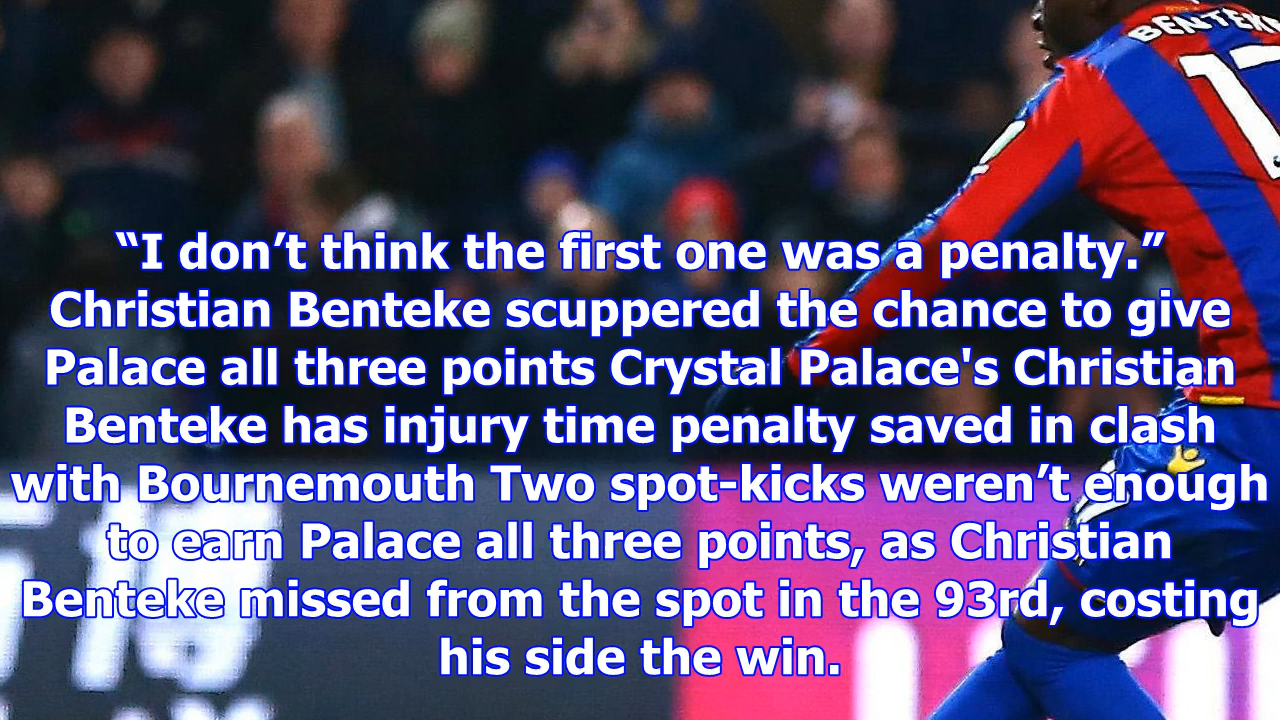 BENTEKE
17
“I don’t think the first one was a penalty.”
Christian Benteke scuppered the chance to give
Palace all three points Crystal Palace's Christian
Benteke has injury time penalty saved in clash
with Bournemouth Two spot-kicks weren’t enough
to earn Palace all three points, as Christian
Benteke missed from the spot in the 93rd, costing
his side the win.